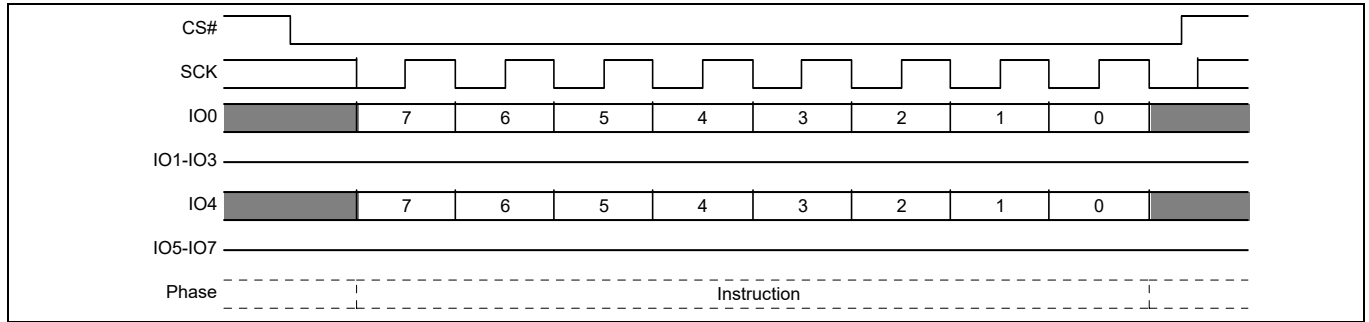 CS#
SCK
IO0 7 6 5 4 3 2 1 0
IO1-IO3
IO4 7 6 5 4 3 2 1 0
IO5-IO7
Phase Instruction